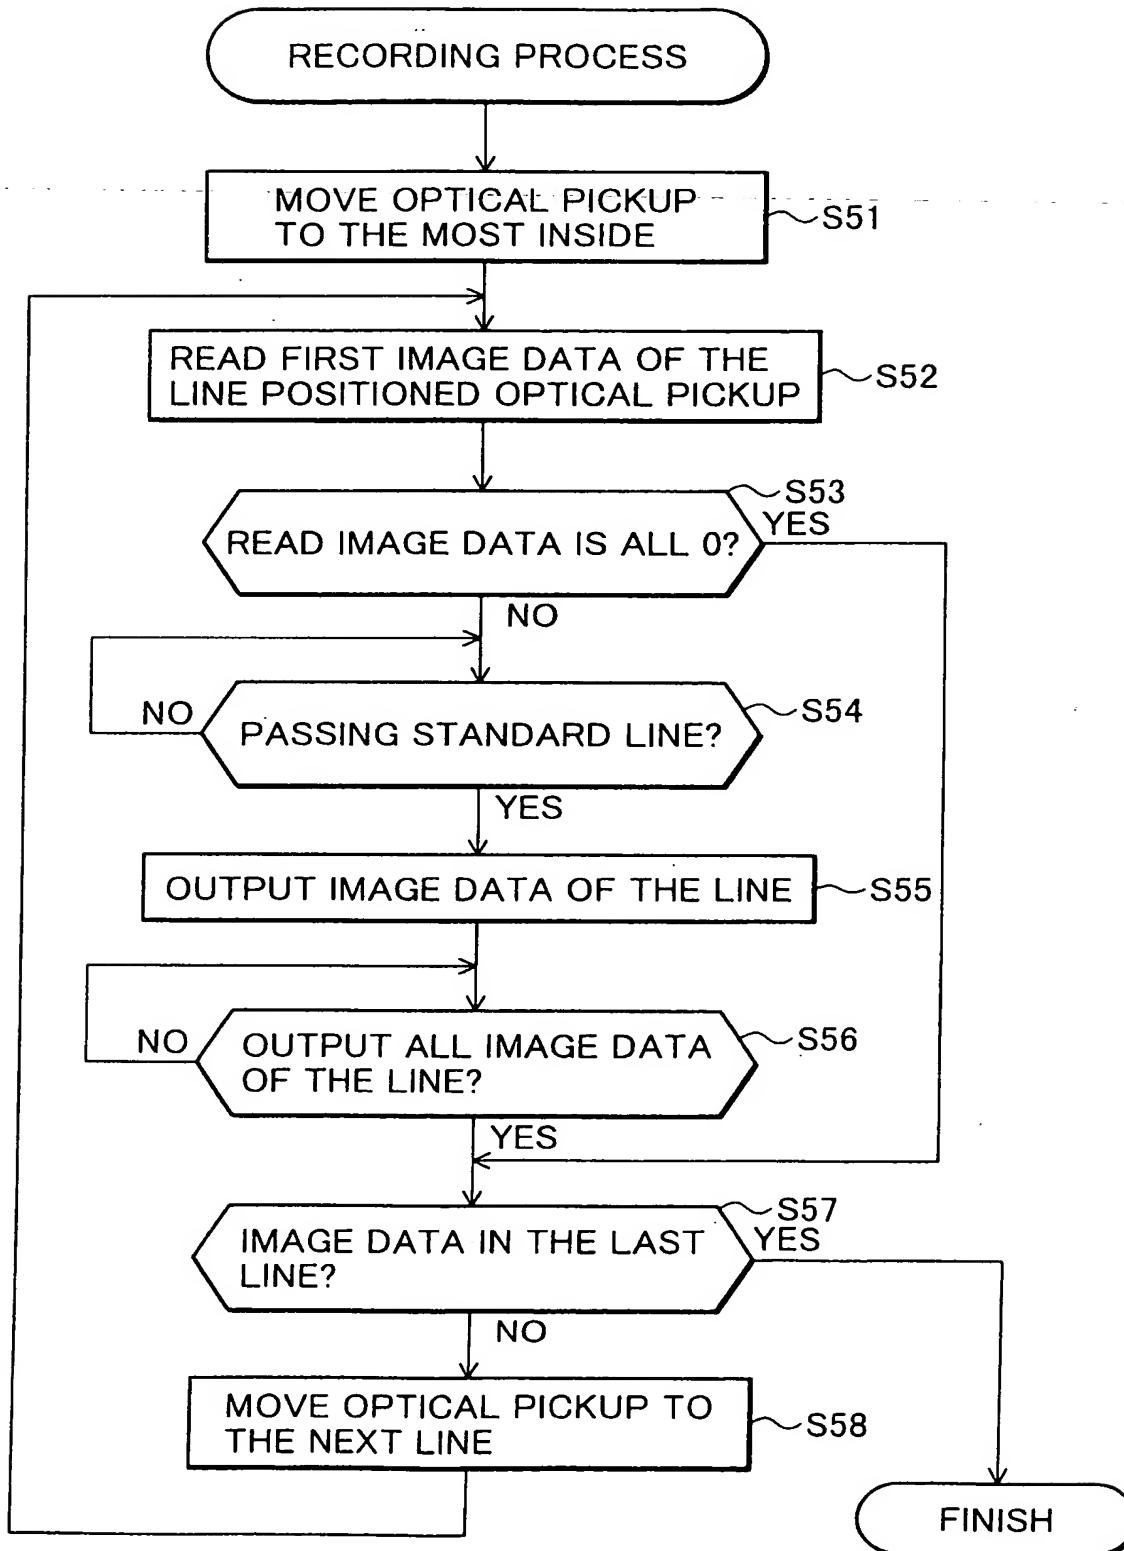 RECORDING PROCESS
MOVE OPTICAL PICKUP
TO THE MOST INSIDE
S51
READ FIRST IMAGE DATA OF THE
LINE POSITIONED OPTICAL PICKUP
S52
S53
READ IMAGE DATA IS ALL 0?
YES
NO
PASSING STANDARD LINE?
S54
NO
YES
OUTPUT IMAGE DATA OF THE LINE
S55
OUTPUT ALL IMAGE DATA
OF THE LINE?
S56
NO
YES
S57
IMAGE DATA IN THE LAST
LINE?
YES
NO
MOVE OPTICAL PICKUP TO
THE NEXT LINE
S58
FINISH